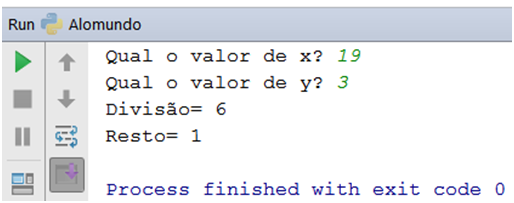 Run Alomundo
Qual o valor de x? 19
Qual o valor de y? 3
Divisão= 6
Resto= 1
Process finished with exit code 0